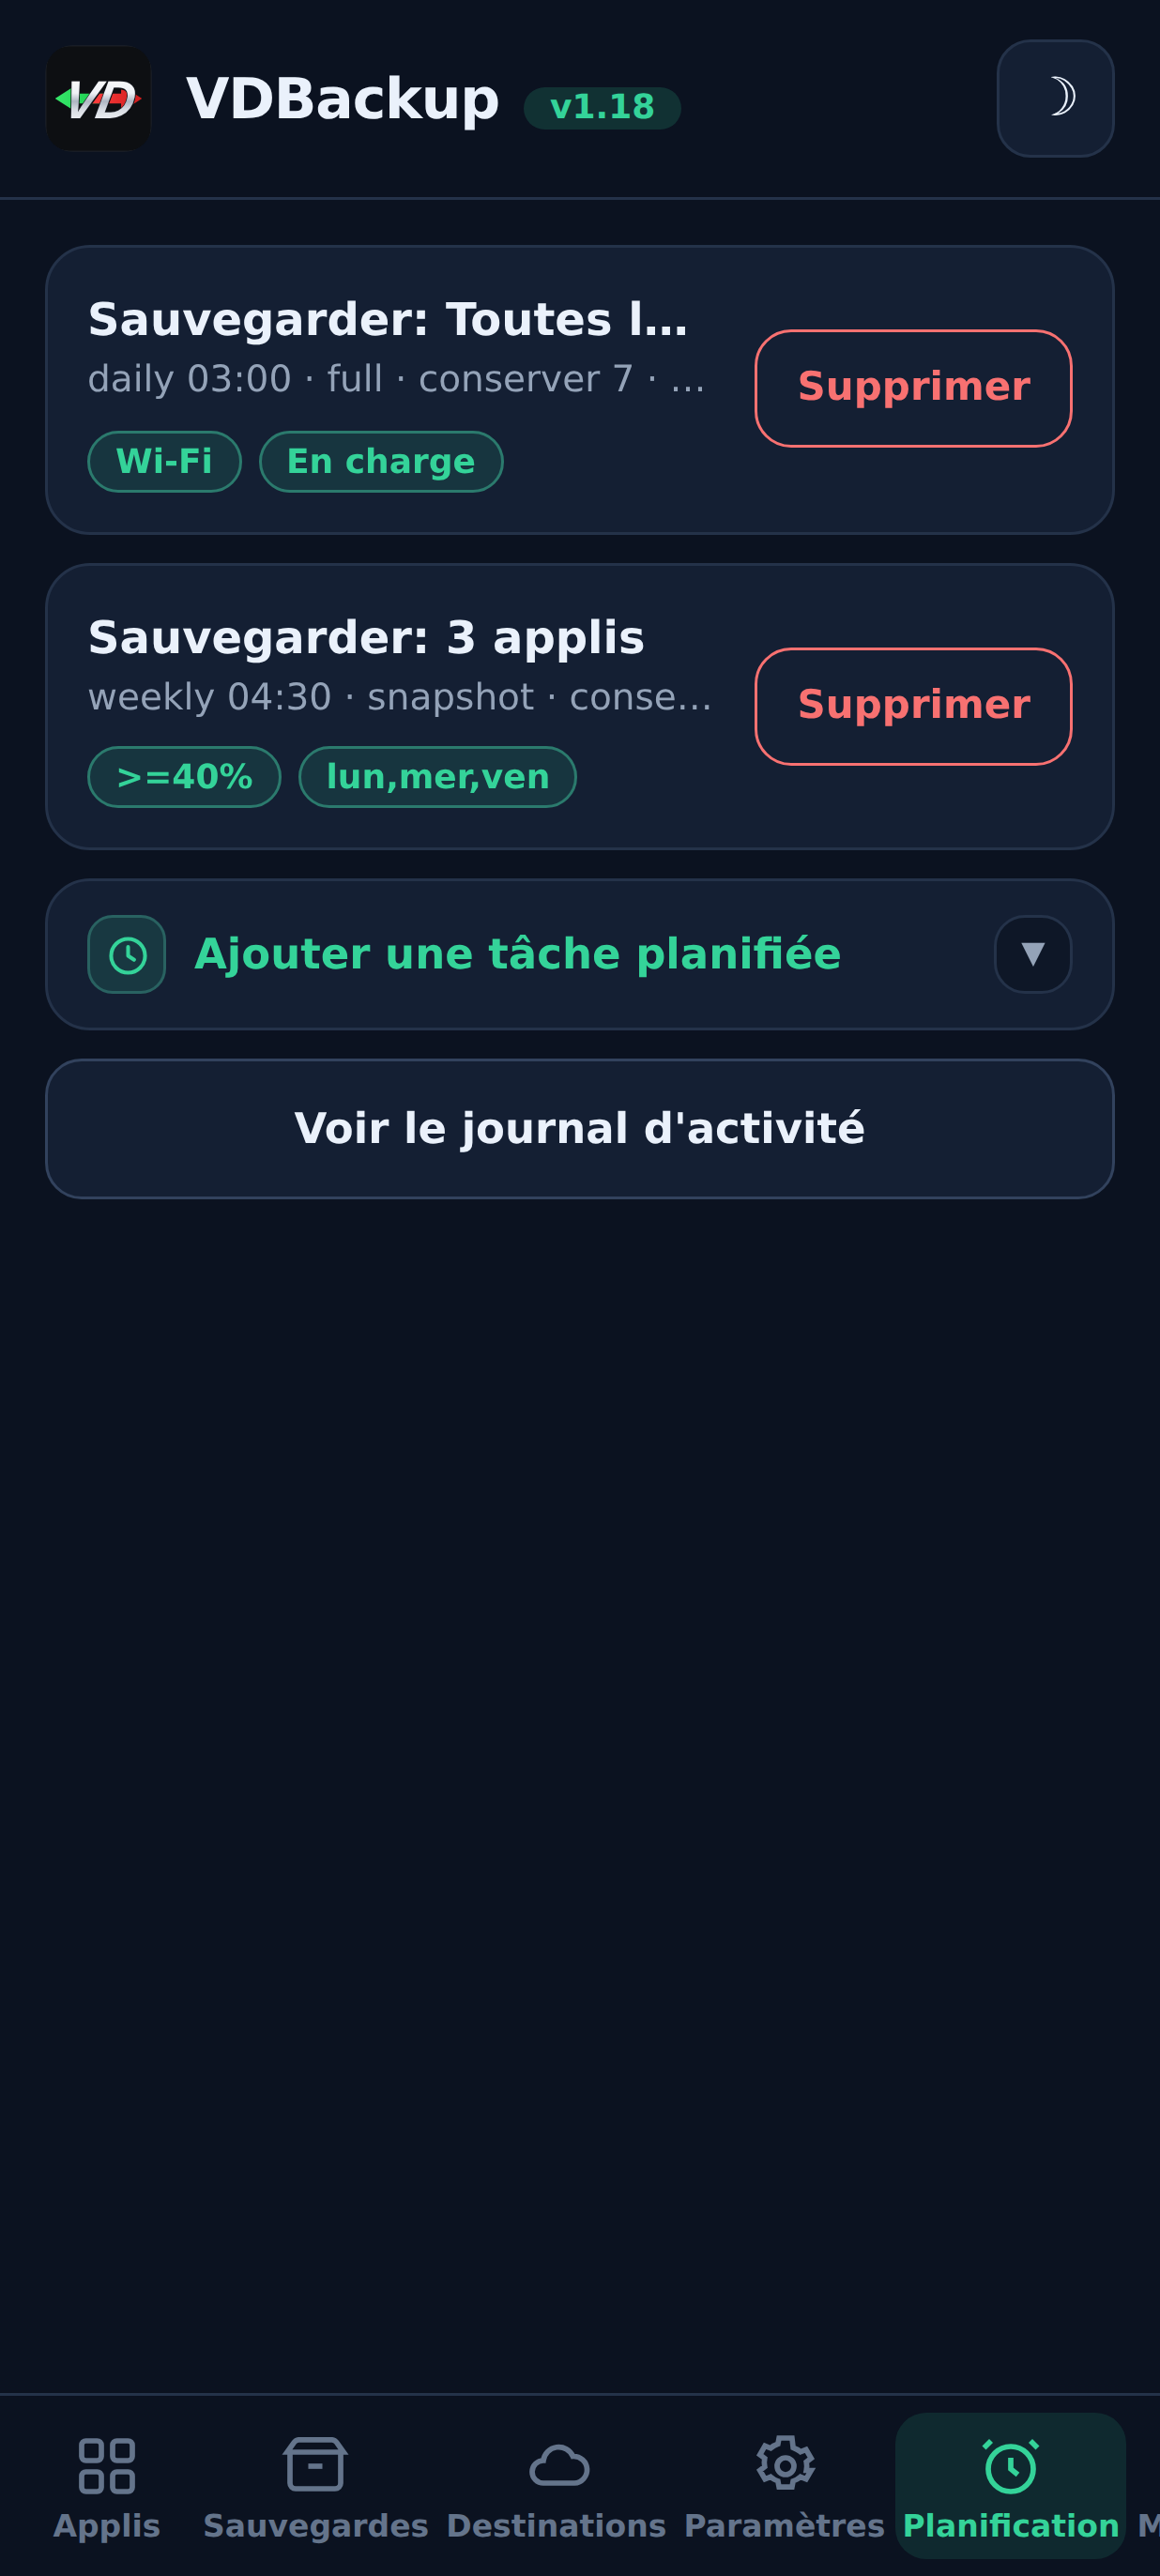 VD
VDBackup v1.18
Sauvegarder: Toutes l...
daily 03:00 · full · conserver 7 · ...
Supprimer
Wi-Fi En charge
Sauvegarder: 3 applis
weekly 04:30 · snapshot · conse...
Supprimer
>=40% lun,mer,ven
Ajouter une tâche planifiée
Voir le journal d'activité
Applis Sauvegardes Destinations Paramètres Planification